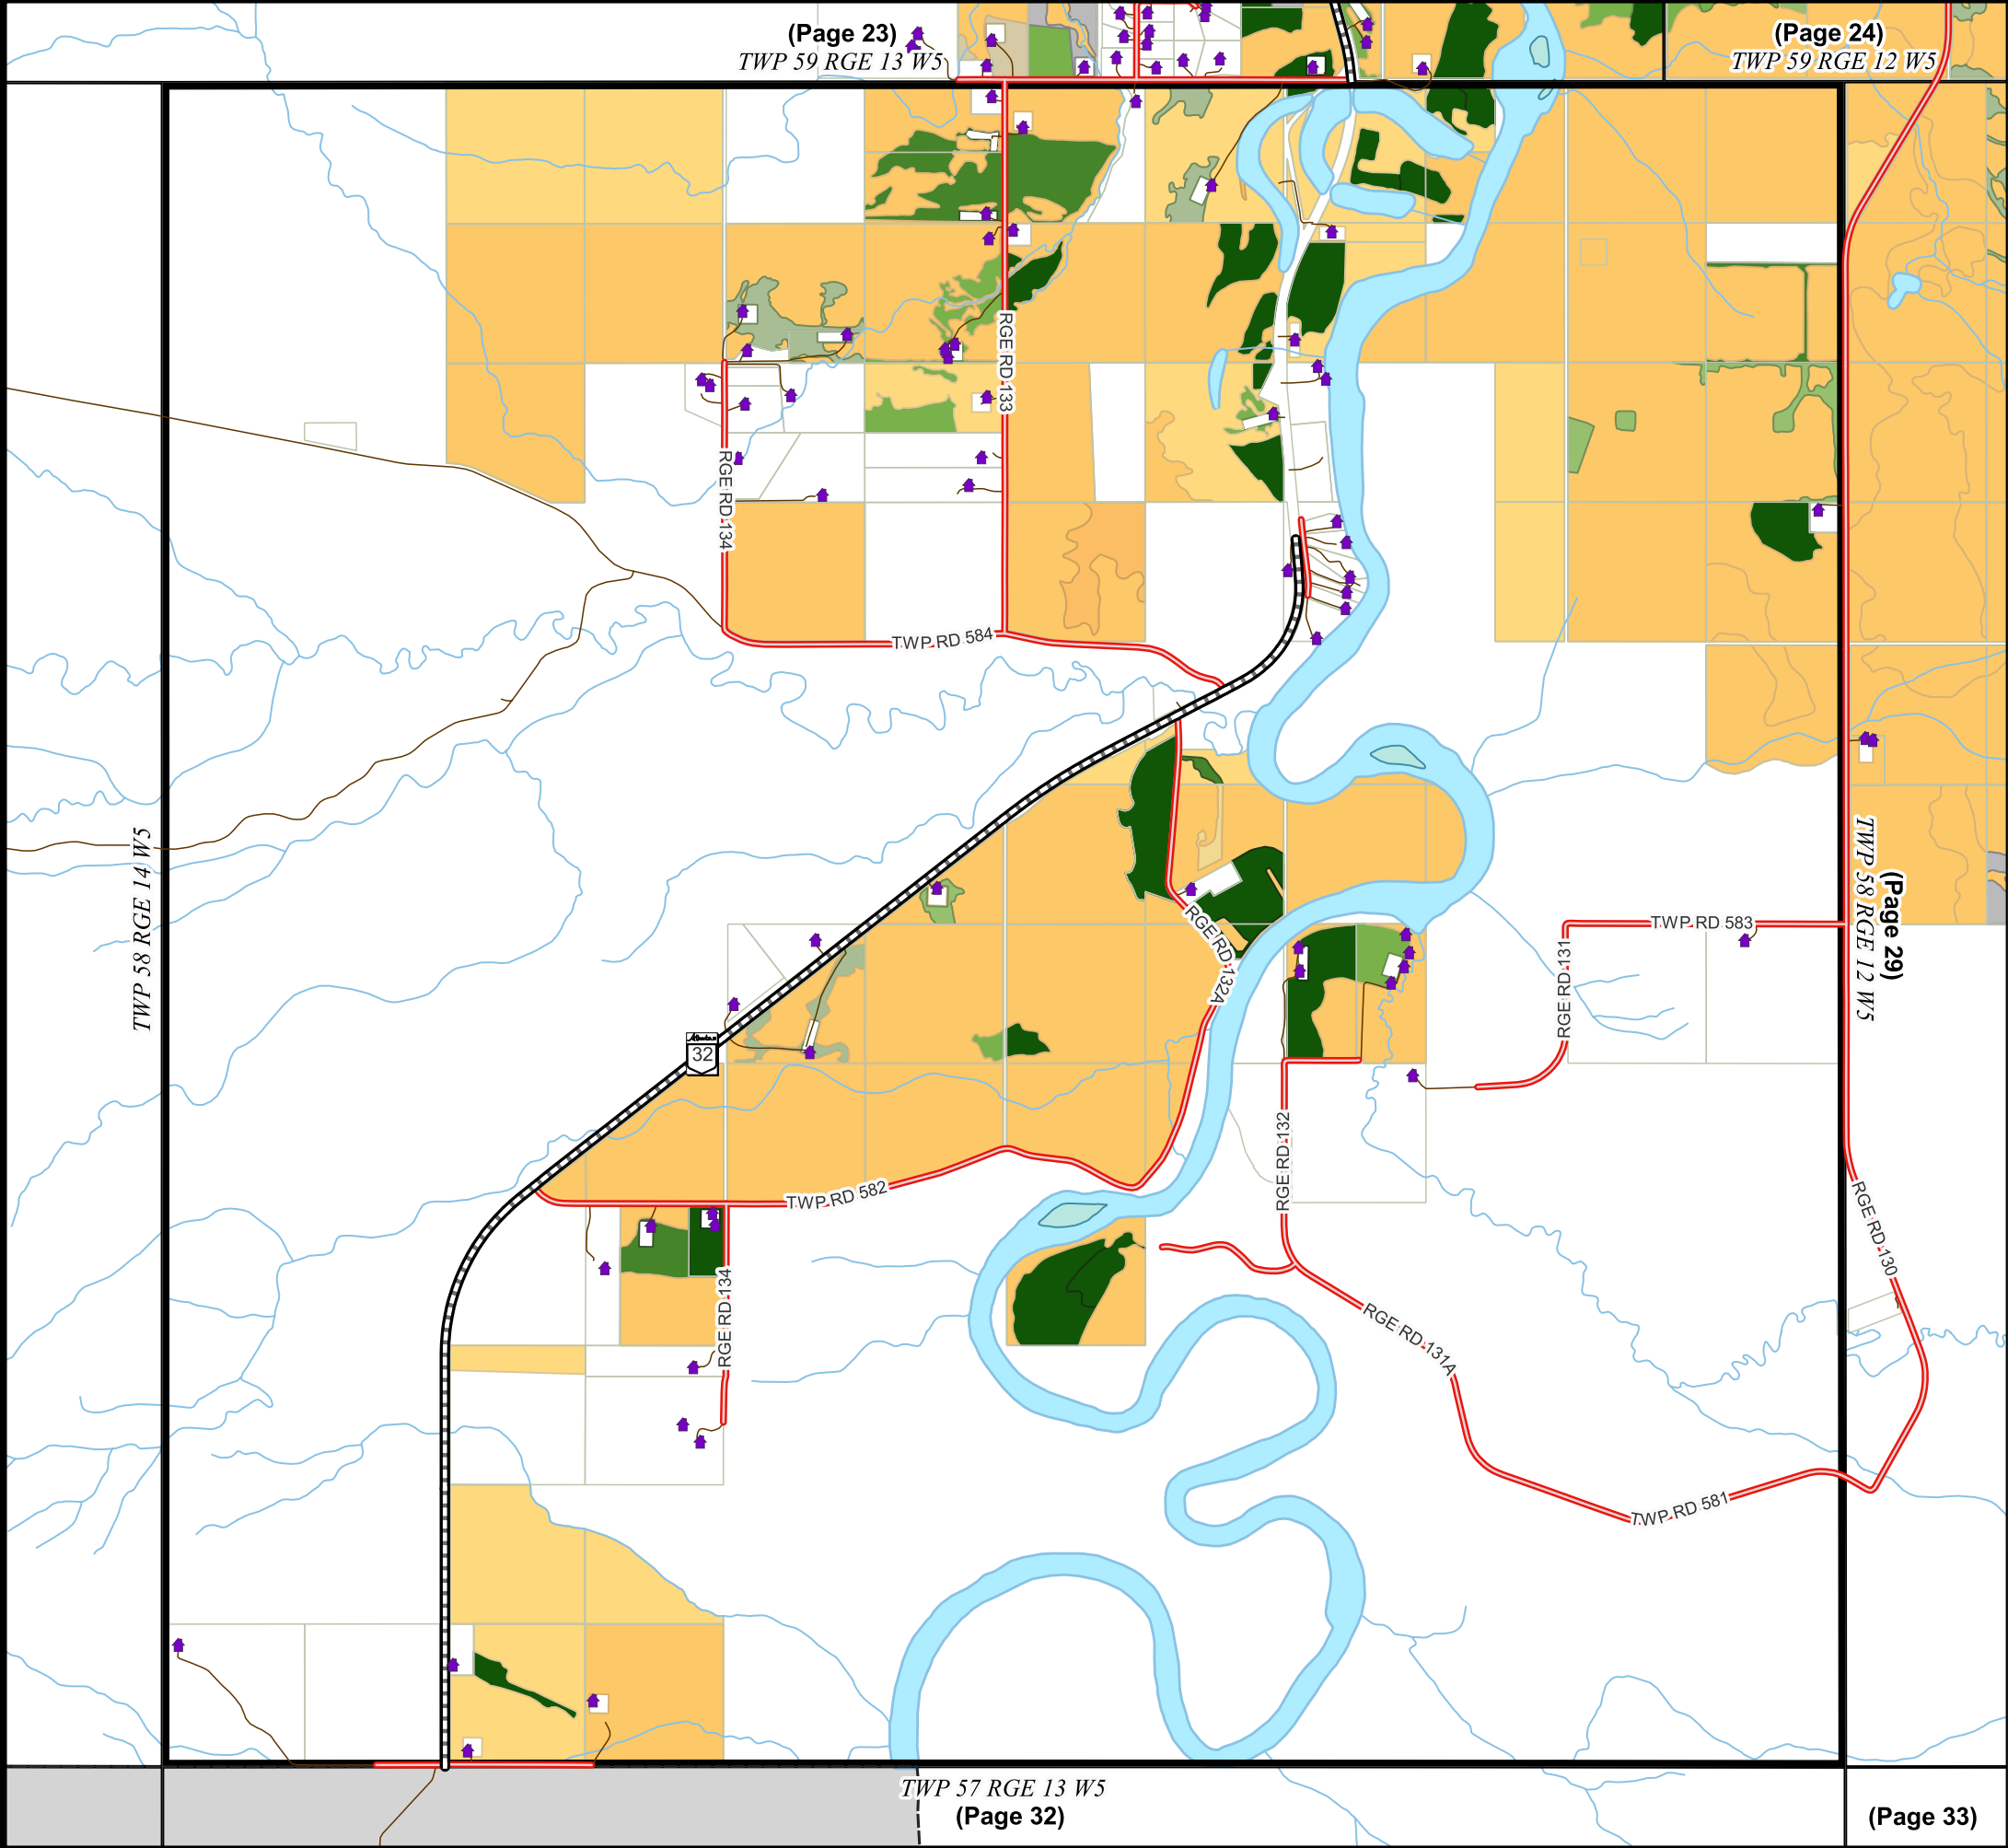 (Page 23)
TWP 59 RGE 13 W5
(Page 24)
TWP 59 RGE 12 W5
RGE RD 133
RGE RD 134
TWP RD 584
TWP 58 RGE 14 W5
(Page 29)
TWP 58 RGE 12 W5
RGE RD 132A
TWP RD 583
RGE RD 131
Alberta
32
RGE RD 132
TWP RD 582
RGE RD 130
RGE RD 134
RGE RD 131A
TWP RD 581
TWP 57 RGE 13 W5
(Page 32)
(Page 33)